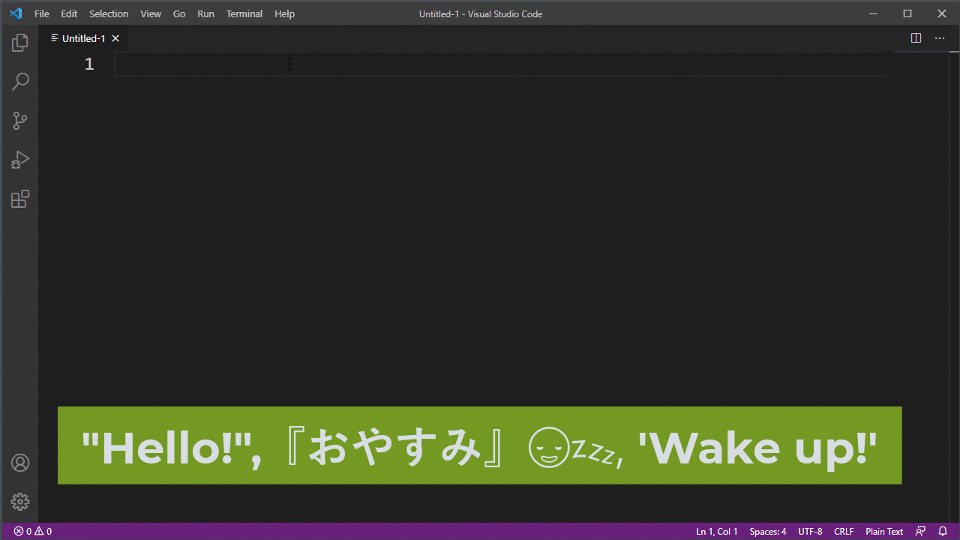 File Edit Selection View Go Run Terminal Help Untitled-1 - Visual Studio Code
Untitled-1
1
"Hello!",『おやすみ』😴zzz, 'Wake up!'
0 0 Ln 1, Col 1 Spaces: 4 UTF-8 CRLF Plain Text